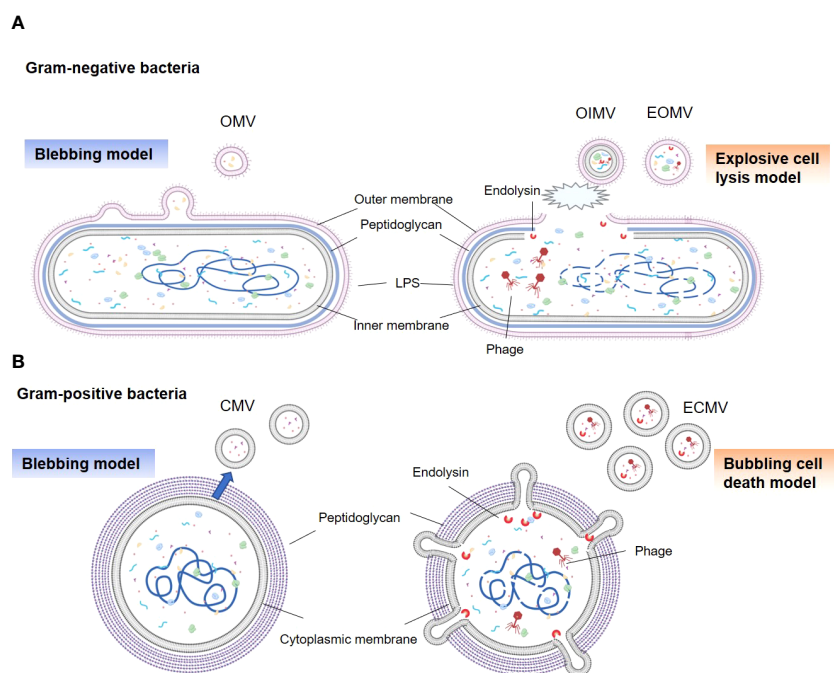 A
Gram-negative bacteria
OMV
Blebbing model
OIMV
EOMV
Explosive cell
lysis model
Endolysin
Outer membrane
Peptidoglycan
LPS
Inner membrane
Phage
B
Gram-positive bacteria
CMV
Blebbing model
ECMV
Bubbling cell
death model
Endolysin
Peptidoglycan
Phage
Cytoplasmic membrane